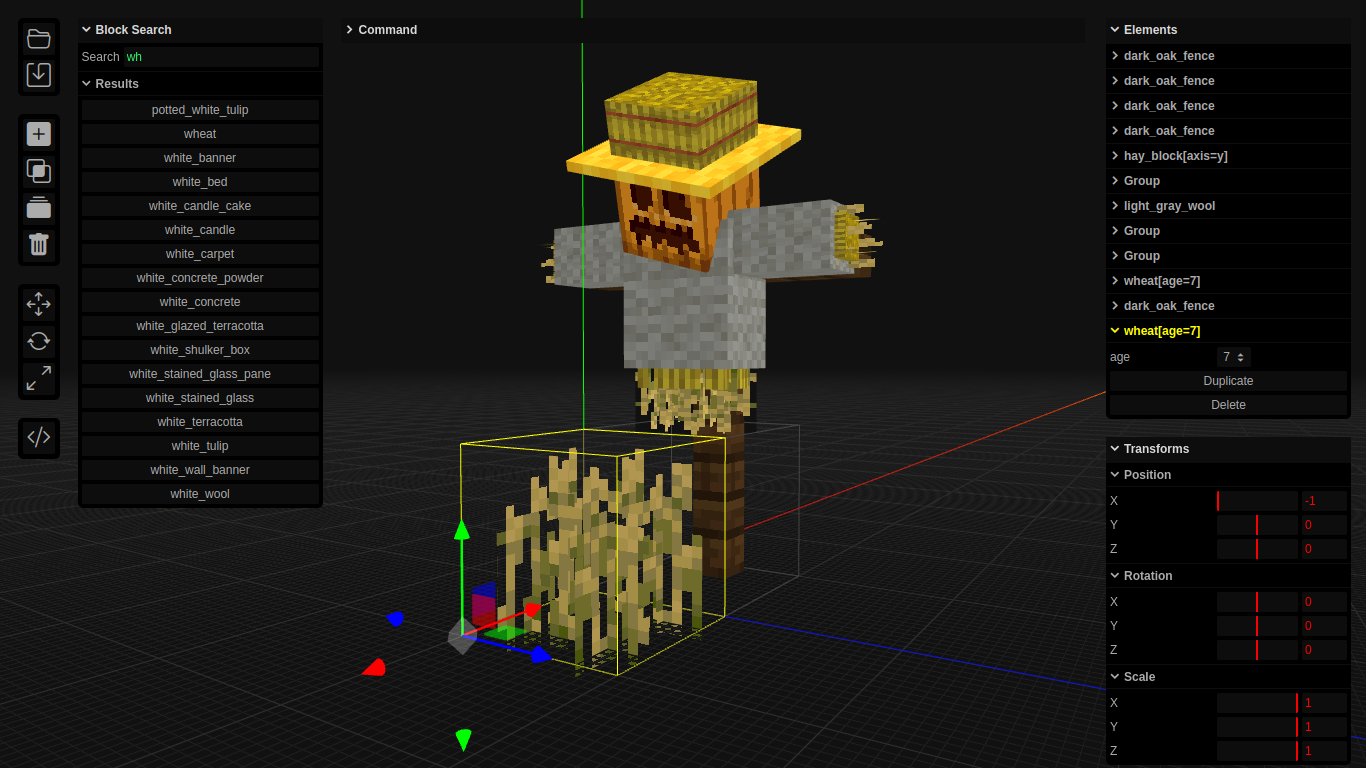 Block Search
Search wh
Results
potted_white_tulip
wheat
white_banner
white_bed
white_candle_cake
white_candle
white_carpet
white_concrete_powder
white_concrete
white_glazed_terracotta
white_shulker_box
white_stained_glass_pane
white_stained_glass
white_terracotta
white_tulip
white_wall_banner
white_wool
Command
Elements
dark_oak_fence
dark_oak_fence
dark_oak_fence
dark_oak_fence
hay_block[axis=y]
Group
light_gray_wool
Group
Group
wheat[age=7]
dark_oak_fence
wheat[age=7]
age 7
Duplicate
Delete
Transforms
Position
X -1
Y 0
Z 0
Rotation
X 0
Y 0
Z 0
Scale
X 1
Y 1
Z 1